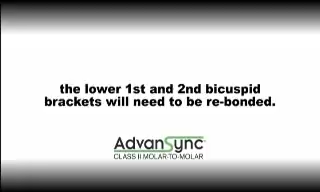 the lower 1st and 2nd bicuspid
brackets will need to be re-bonded.
AdvanSync
CLASS II MOLAR-TO-MOLAR